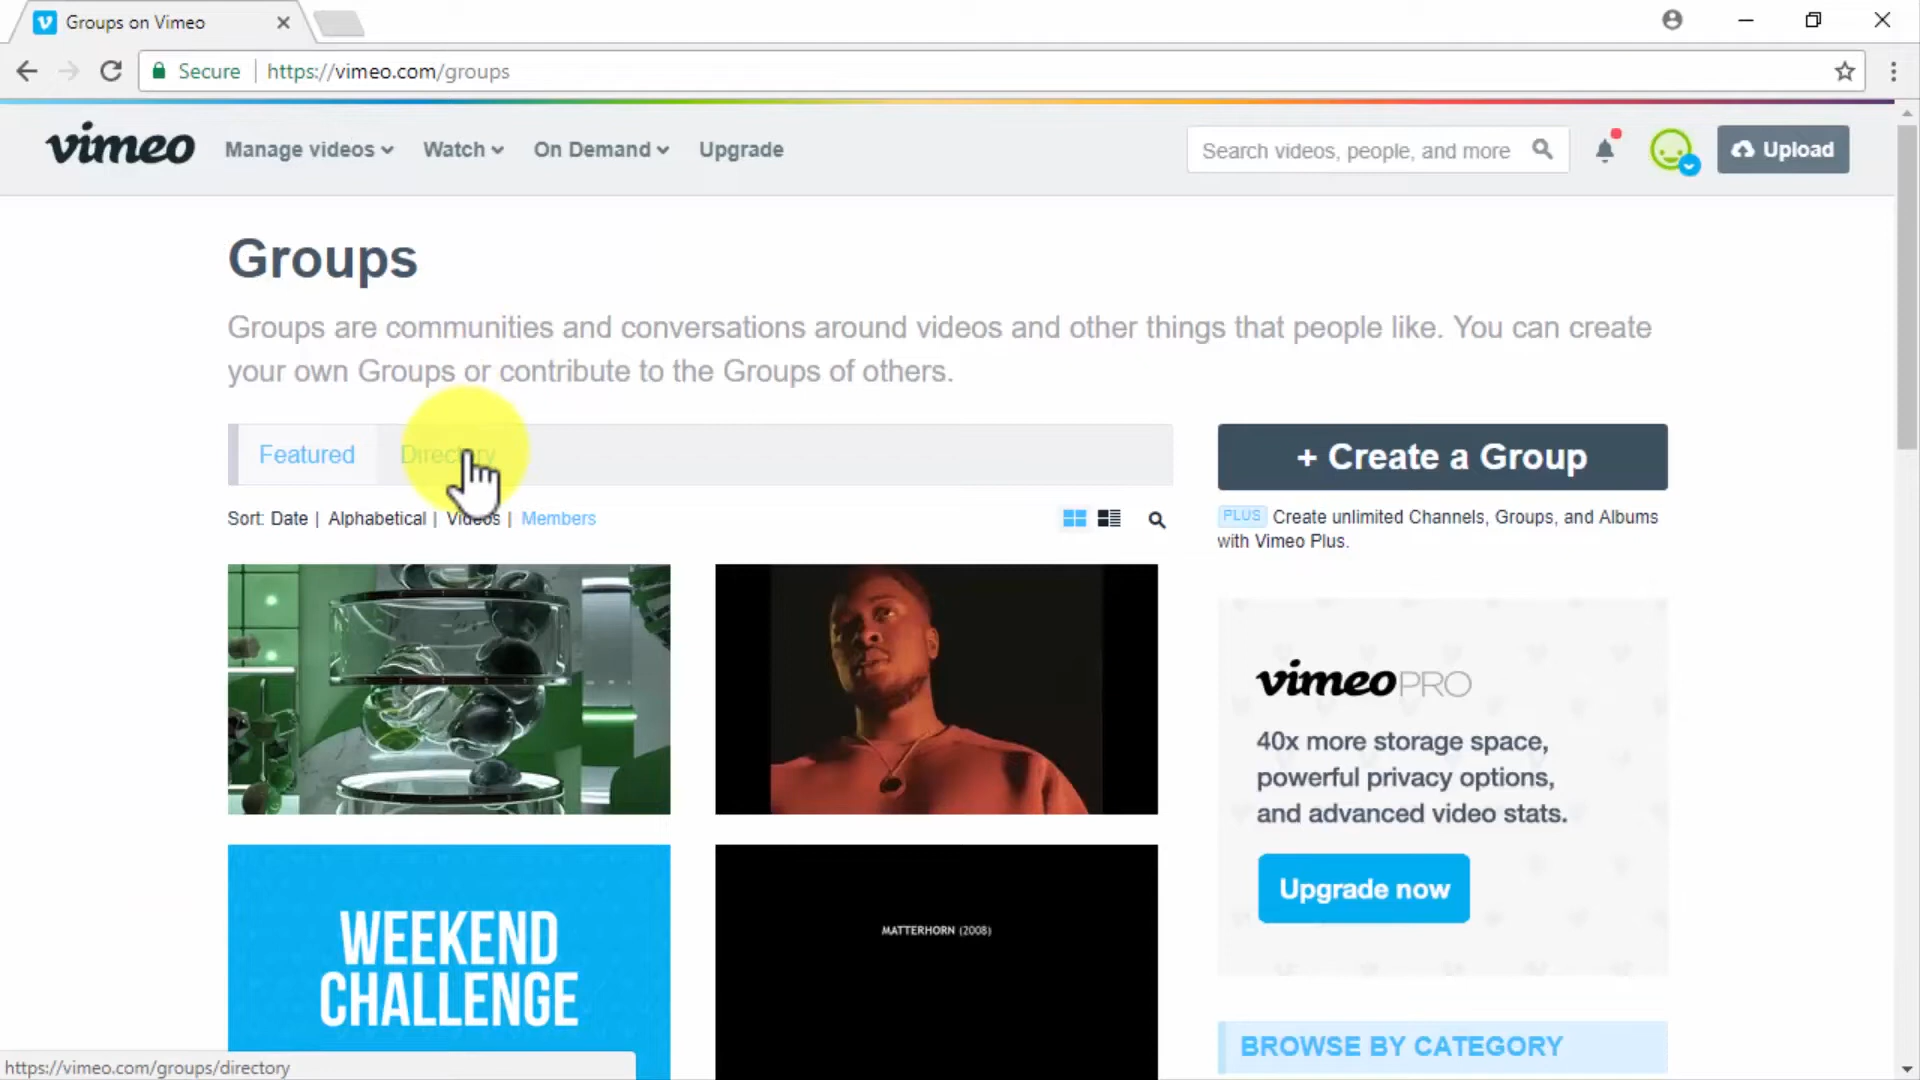 Groups on Vimeo
Secure https://vimeo.com/groups
vimeo Manage videos Watch On Demand Upgrade Search videos, people, and more Upload
Groups
Groups are communities and conversations around videos and other things that people like. You can create
your own Groups or contribute to the Groups of others.
Featured Directory
+ Create a Group
Sort: Date | Alphabetical | Videos | Members
PLUS Create unlimited Channels, Groups, and Albums
with Vimeo Plus.
vimeo PRO
40x more storage space,
powerful privacy options,
and advanced video stats.
Upgrade now
WEEKEND
CHALLENGE
MATTERHORN (2008)
BROWSE BY CATEGORY
https://vimeo.com/groups/directory